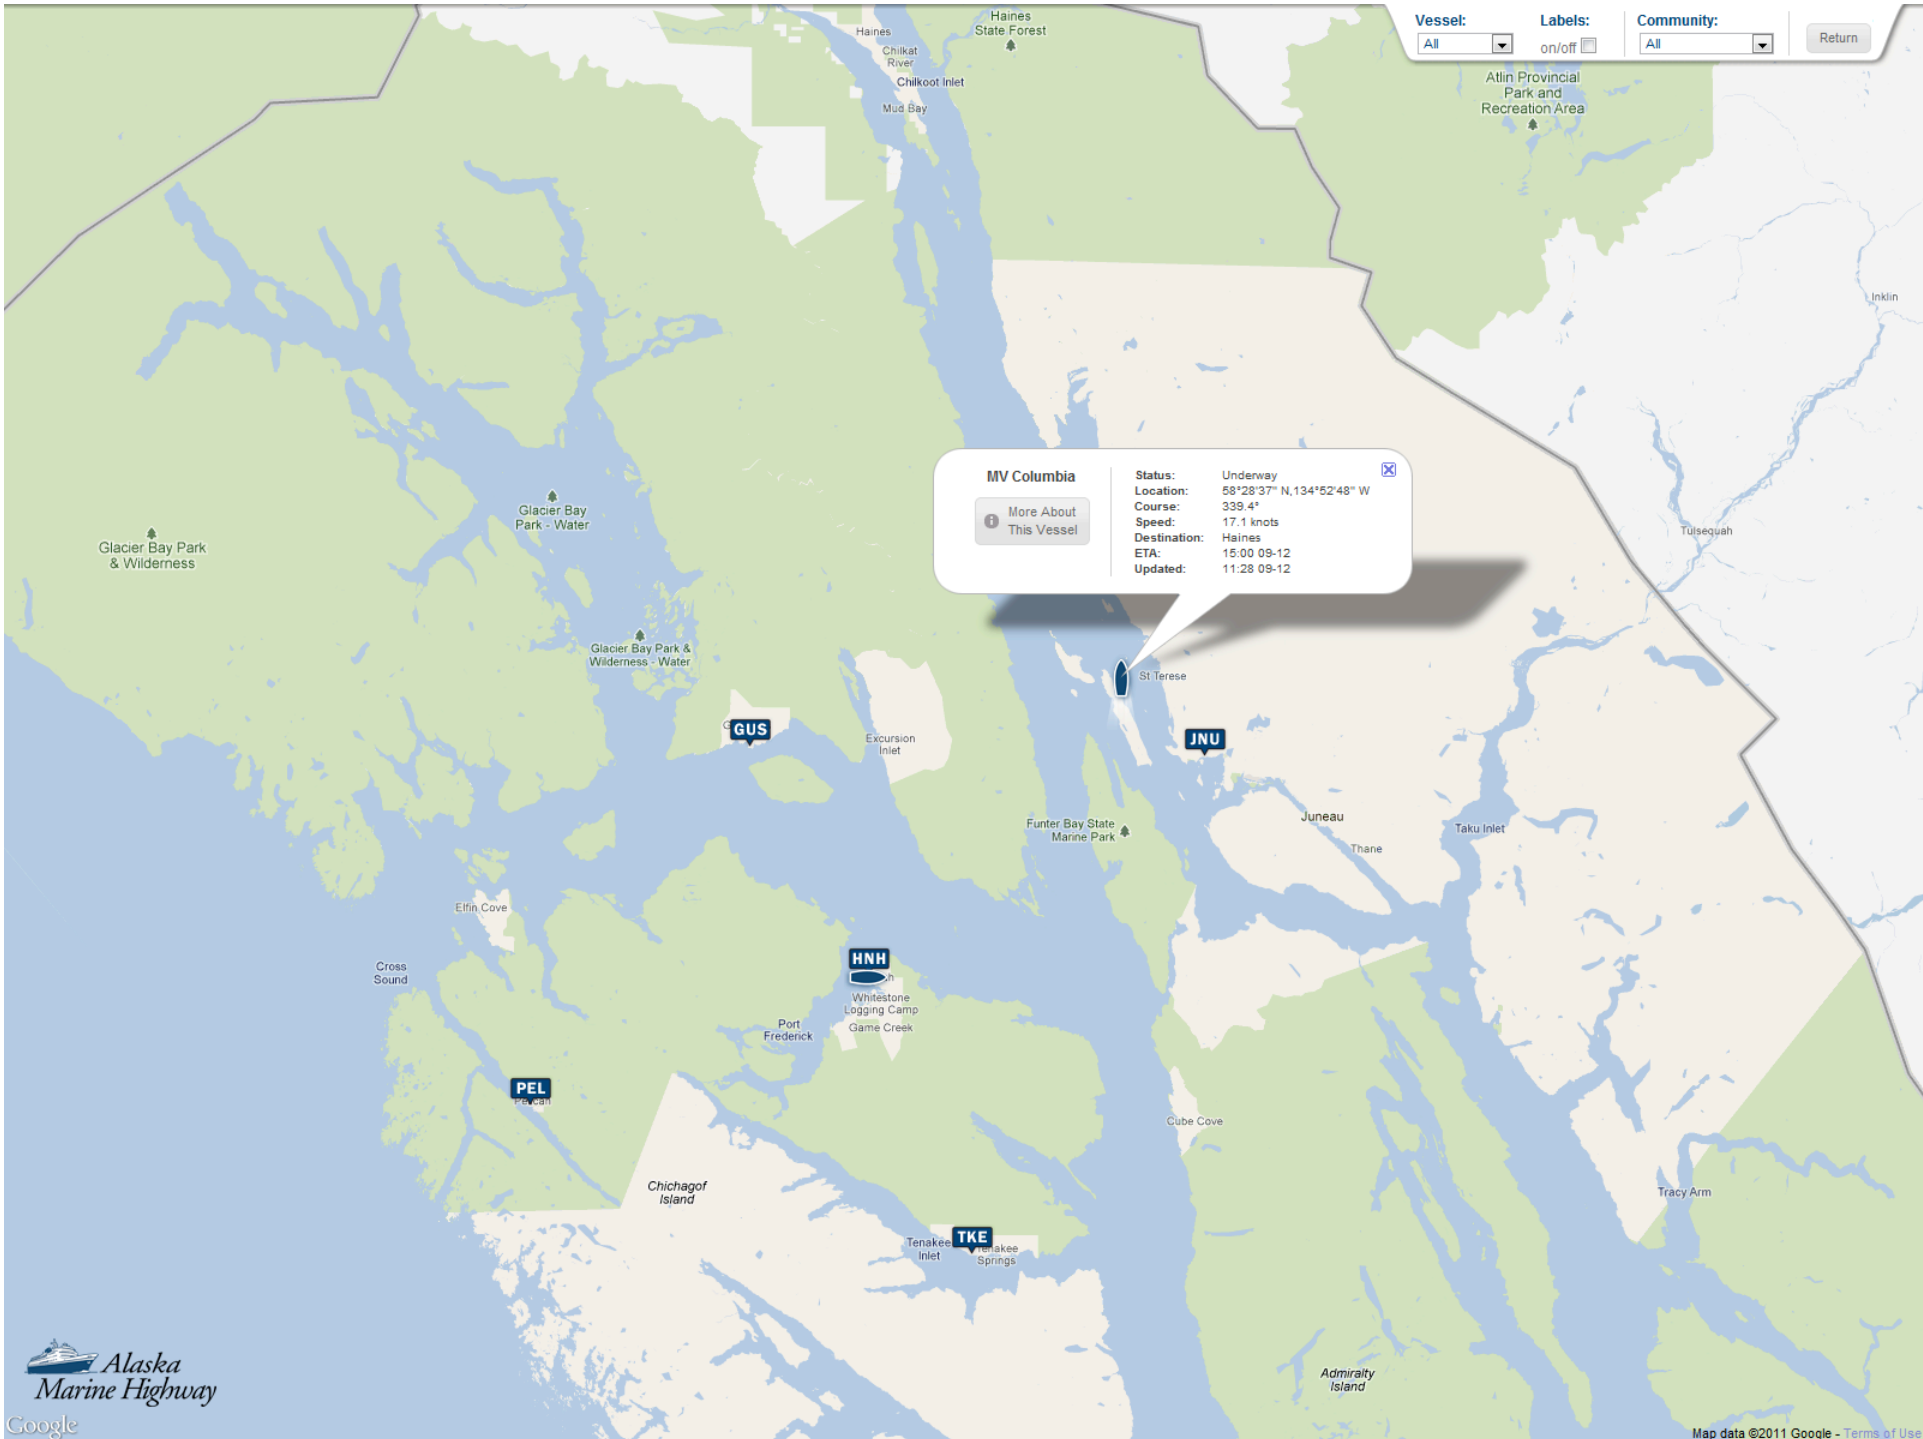 Vessel:
All
Labels:
on/off
Community:
All
Return
Haines
State Forest
Haines
Chilkat
River
Chilkoot Inlet
Mud Bay
Atlin Provincial
Park and
Recreation Area
Inklin
MV Columbia
More About
This Vessel
Status: Underway
Location: 58°28'37" N,134°52'48" W
Course: 339.4°
Speed: 17.1 knots
Destination: Haines
ETA: 15:00 09-12
Updated: 11:28 09-12
Glacier Bay
Park - Water
Glacier Bay Park
& Wilderness
Tulsequah
Glacier Bay Park &
Wilderness - Water
St Terese
GUS
JNU
Excursion
Inlet
Funter Bay State
Marine Park
Juneau
Thane
Taku Inlet
Elfin Cove
Cross
Sound
HNH
Whitestone
Logging Camp
Game Creek
Port
Frederick
PEL
Cube Cove
Chichagof
Island
Tracy Arm
TKE
Tenakee
Inlet
Tenakee
Springs
Admiralty
Island
Alaska
Marine Highway
Google
Map data ©2011 Google - Terms of Use